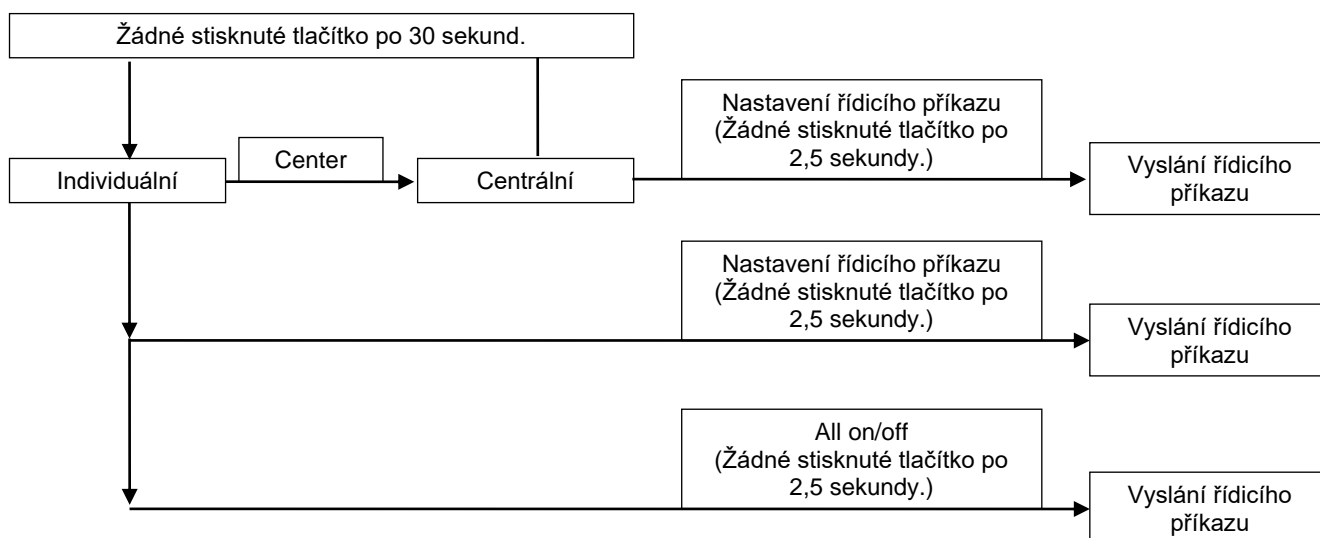 Žádné stisknuté tlačítko po 30 sekund.
Nastavení řídicího příkazu
(Žádné stisknuté tlačítko po
2,5 sekundy.)
Individuální
Center
Centrální
Vyslání řídicího
příkazu
Nastavení řídicího příkazu
(Žádné stisknuté tlačítko po
2,5 sekundy.)
Vyslání řídicího
příkazu
All on/off
(Žádné stisknuté tlačítko po
2,5 sekundy.)
Vyslání řídicího
příkazu